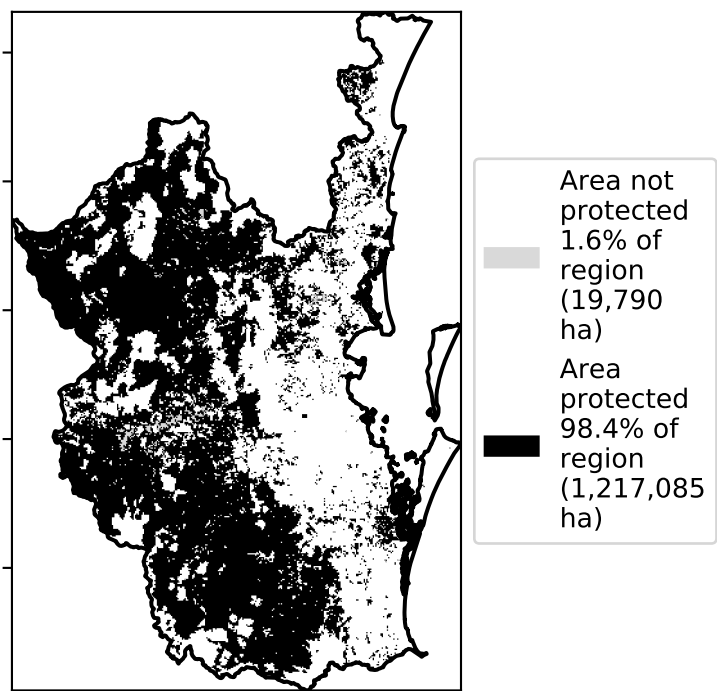 Area not
protected
1.6% of
region
(19,790
ha)
Area
protected
98.4% of
region
(1,217,085
ha)